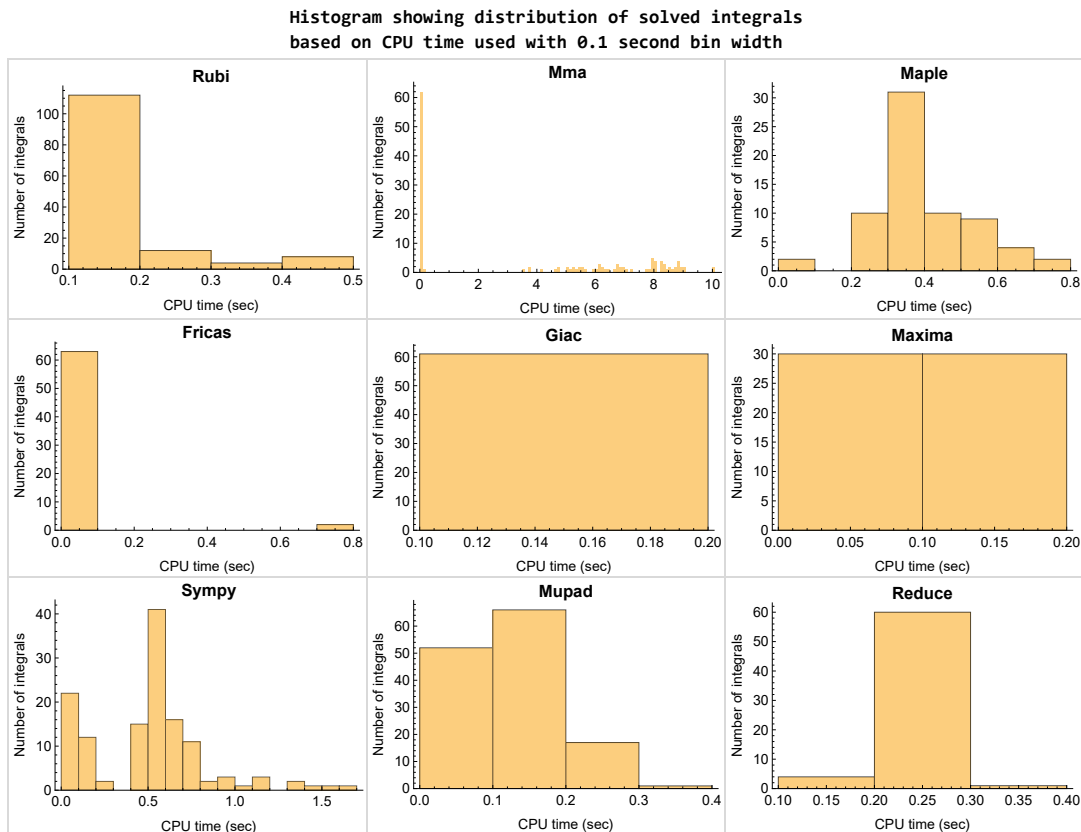 Histogram showing distribution of solved integrals
based on CPU time used with 0.1 second bin width
Rubi
Number of integrals
100
80
60
40
20
0
0.1 0.2 0.3 0.4 0.5
CPU time (sec)
Mma
Number of integrals
60
50
40
30
20
10
0
0 2 4 6 8 10
CPU time (sec)
Maple
Number of integrals
30
25
20
15
10
5
0
0.0 0.2 0.4 0.6 0.8
CPU time (sec)
Fricas
Number of integrals
60
50
40
30
20
10
0
0.0 0.2 0.4 0.6 0.8
CPU time (sec)
Giac
Number of integrals
60
50
40
30
20
10
0
0.10 0.12 0.14 0.16 0.18 0.20
CPU time (sec)
Maxima
Number of integrals
30
25
20
15
10
5
0
0.00 0.05 0.10 0.15 0.20
CPU time (sec)
Sympy
Number of integrals
40
30
20
10
0
0.0 0.5 1.0 1.5
CPU time (sec)
Mupad
Number of integrals
60
50
40
30
20
10
0
0.0 0.1 0.2 0.3 0.4
CPU time (sec)
Reduce
Number of integrals
60
50
40
30
20
10
0
0.10 0.15 0.20 0.25 0.30 0.35 0.40
CPU time (sec)